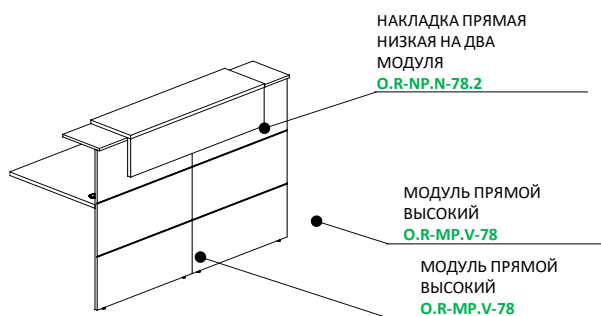 НАКЛАДКА ПРЯМАЯ
НИЗКАЯ НА ДВА
МОДУЛЯ
O.R-NP.N-78.2
МОДУЛЬ ПРЯМОЙ
ВЫСОКИЙ
O.R-MP.V-78
МОДУЛЬ ПРЯМОЙ
ВЫСОКИЙ
O.R-MP.V-78